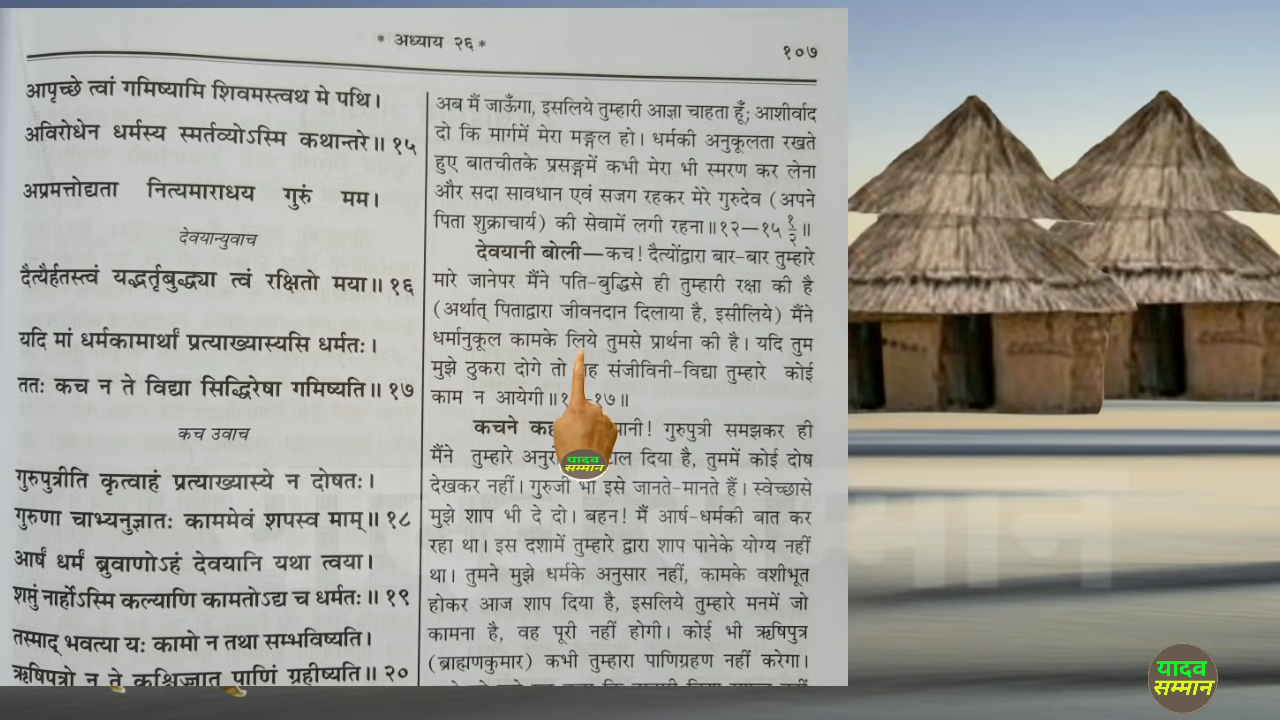 * अध्याय २६ *
१०७
आपृच्छे त्वां गमिष्यामि शिवमस्त्वथ मे पथि।
अविरोधेन धर्मस्य स्मर्तव्योऽस्मि कथान्तरे॥ १५
अप्रमत्तोद्यता नित्यमाराधय गुरुं मम।
देवयान्युवाच
दैत्यैर्हतस्त्वं यद्भर्तृबुद्ध्या त्वं रक्षितो मया॥ १६
यदि मां धर्मकामार्थां प्रत्याख्यास्यसि धर्मतः।
ततः कच न ते विद्या सिद्धिरेषा गमिष्यति॥ १७
कच उवाच
गुरुपुत्रीति कृत्वाहं प्रत्याख्यास्ये न दोषतः।
गुरुणा चाभ्यनुज्ञातः काममेवं शपस्व माम्॥ १८
आर्षं धर्मं ब्रुवाणोऽहं देवयानि यथा त्वया।
शप्तुं नार्होऽस्मि कल्याणि कामतोऽद्य च धर्मतः॥ १९
तस्माद् भवत्या यः कामो न तथा सम्भविष्यति।
ऋषिपुत्रो न ते कश्चिज्जातु पाणिं ग्रहीष्यति॥ २०
अब मैं जाऊँगा, इसलिये तुम्हारी आज्ञा चाहता हूँ; आशीर्वाद
दो कि मार्गमें मेरा मङ्गल हो। धर्मकी अनुकूलता रखते
हुए बातचीतके प्रसङ्गमें कभी मेरा भी स्मरण कर लेना
और सदा सावधान एवं सजग रहकर मेरे गुरुदेव (अपने
पिता शुक्राचार्य) की सेवामें लगी रहना॥१२—१५ १/२॥
देवयानी बोली—कच! दैत्योंद्वारा बार-बार तुम्हारे
मारे जानेपर मैंने पति-बुद्धिसे ही तुम्हारी रक्षा की है
(अर्थात् पिताद्वारा जीवनदान दिलाया है, इसीलिये) मैंने
धर्मानुकूल कामके लिये तुमसे प्रार्थना की है। यदि तुम
मुझे ठुकरा दोगे तो संजीविनी-विद्या तुम्हारे कोई
काम न आयेगी॥ -१७॥
कचने गुरुपुत्री समझकर ही
मैंने तुम्हारे दिया है, तुममें कोई दोष
देखकर नहीं। गुरुजी भी इसे जानते-मानते हैं। स्वेच्छासे
मुझे शाप भी दे दो। बहन! मैं आर्ष-धर्मकी बात कर
रहा था। इस दशामें तुम्हारे द्वारा शाप पानेके योग्य नहीं
था। तुमने मुझे धर्मके अनुसार नहीं, कामके वशीभूत
होकर आज शाप दिया है, इसलिये तुम्हारे मनमें जो
कामना है, वह पूरी नहीं होगी। कोई भी ऋषिपुत्र
(ब्राह्मणकुमार) कभी तुम्हारा पाणिग्रहण नहीं करेगा।
यादव
सम्मान
यादव
सम्मान